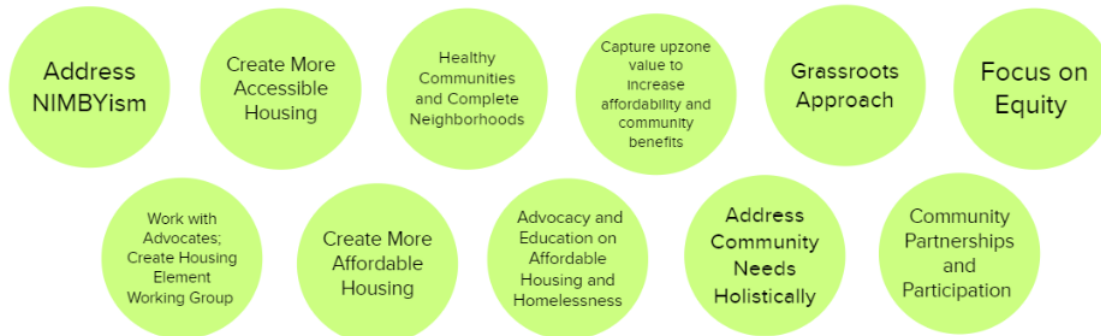 Address
NIMBYism
Create More
Accessible
Housing
Healthy
Communities
and Complete
Neighborhoods
Capture upzone
value to
increase
affordability and
community
benefits
Grassroots
Approach
Focus on
Equity
Work with
Advocates;
Create Housing
Element
Working Group
Create More
Affordable
Housing
Advocacy and
Education on
Affordable
Housing and
Homelessness
Address
Community
Needs
Holistically
Community
Partnerships
and
Participation